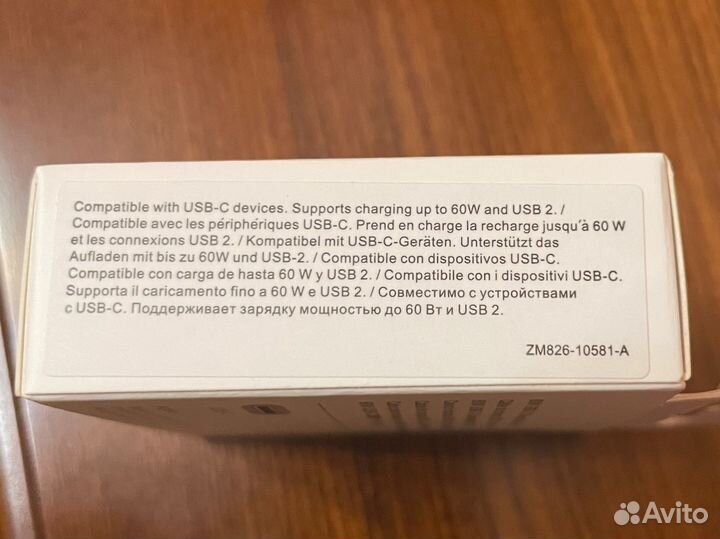 Compatible with USB-C devices. Supports charging up to 60W and USB 2. /
Compatible avec les périphériques USB-C. Prend en charge la recharge jusqu´à 60 W
et les connexions USB 2. / Kompatibel mit USB-C-Geräten. Unterstützt das
Aufladen mit bis zu 60W und USB-2. / Compatible con dispositivos USB-C.
Compatible con carga de hasta 60 W y USB 2. / Compatibile con i dispositivi USB-C.
Supporta il caricamento fino a 60 W e USB 2. / Совместимо с устройствами
с USB-C. Поддерживает зарядку мощностью до 60 Вт и USB 2.
ZM826-10581-A
Avito